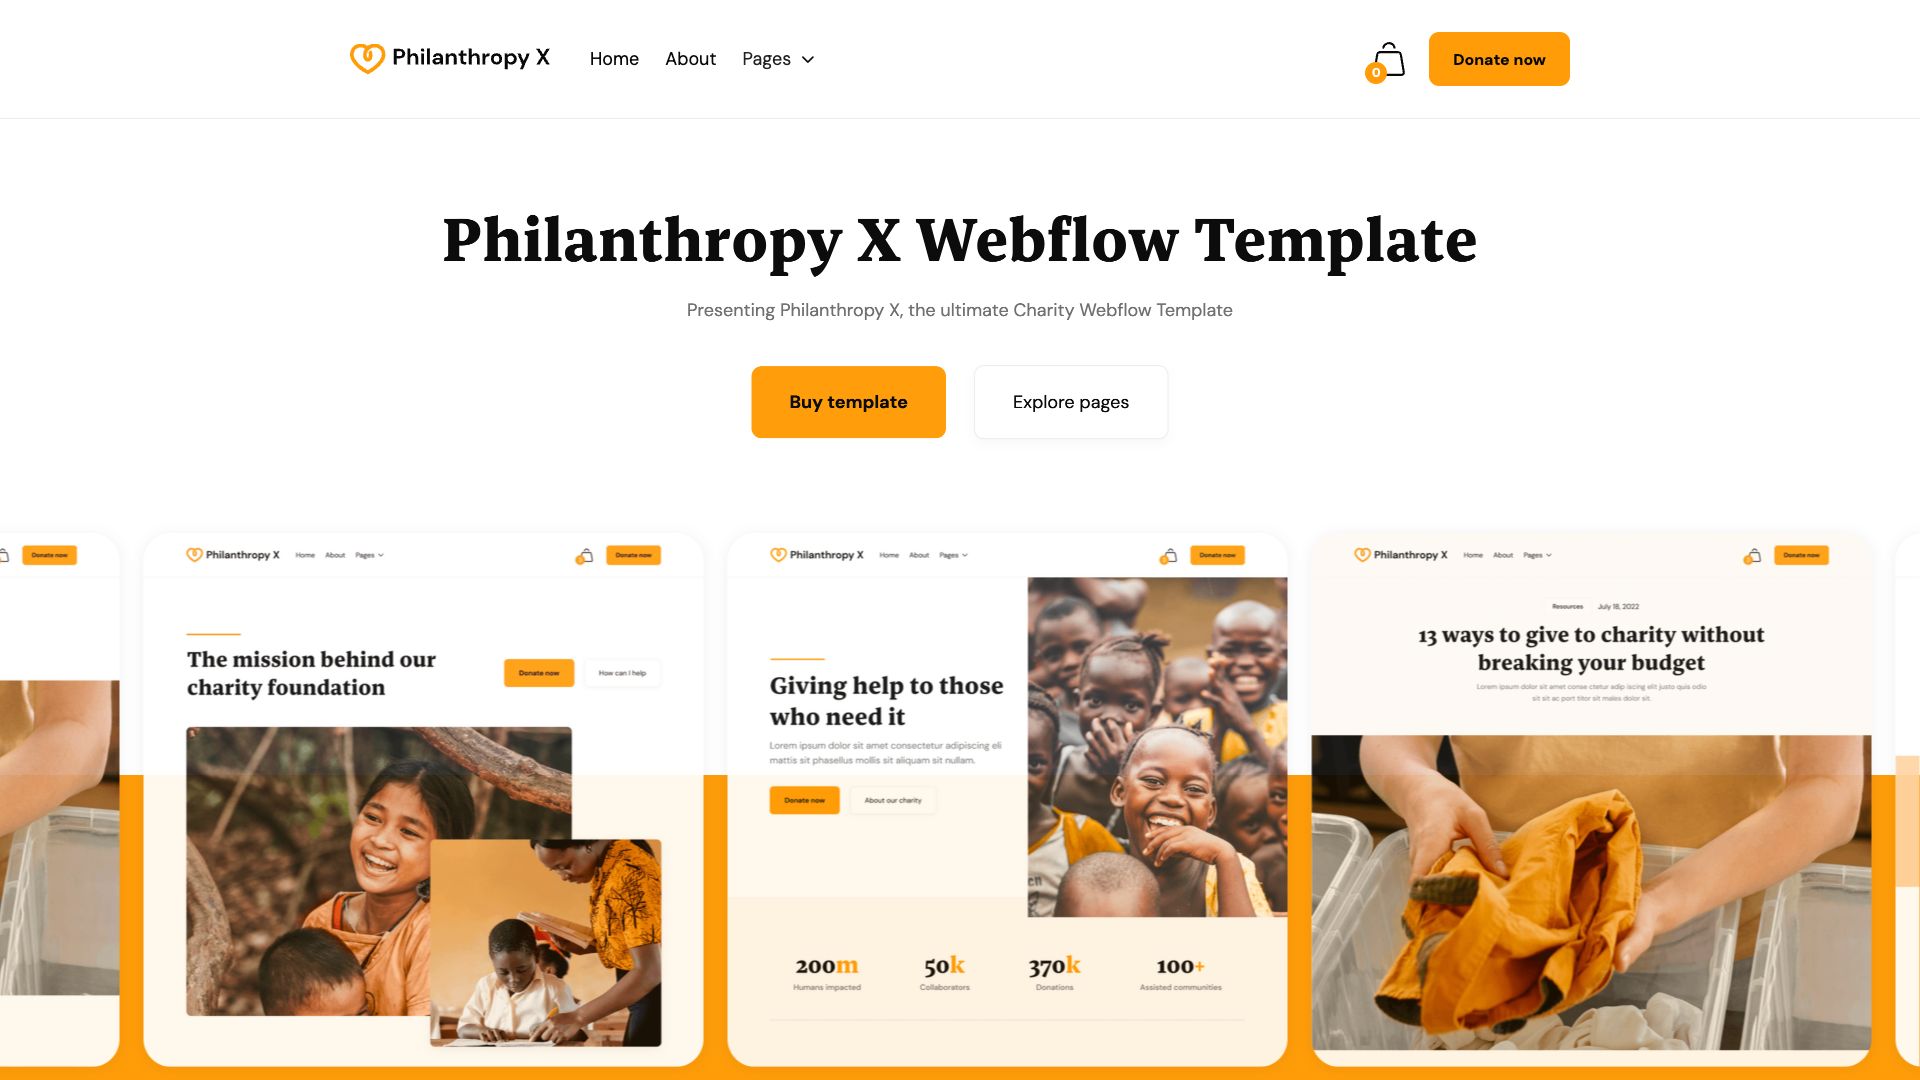 Philanthropy X
Home
About
Pages
0
Donate now
Philanthropy X Webflow Template
Presenting Philanthropy X, the ultimate Charity Webflow Template
Buy template
Explore pages
Donate now
Philanthropy X
Home
About
Pages
Donate now
The mission behind our
charity foundation
Donate now
How can I help
Philanthropy X
Home
About
Pages
Donate now
Giving help to those
who need it
Lorem ipsum dolor sit amet consectetur adipiscing eli
mattis sit phasellus mollis sit aliquam sit nullam.
Donate now
About our charity
200m
Humans impacted
50k
Collaborators
370k
Donations
100+
Assisted communities
Philanthropy X
Home
About
Pages
Donate now
Resources
July 18, 2022
13 ways to give to charity without
breaking your budget
Lorem ipsum dolor sit amet conse ctetur adip iscing elit justo quis odio
sit sit ac port titor sit males dolor sit.